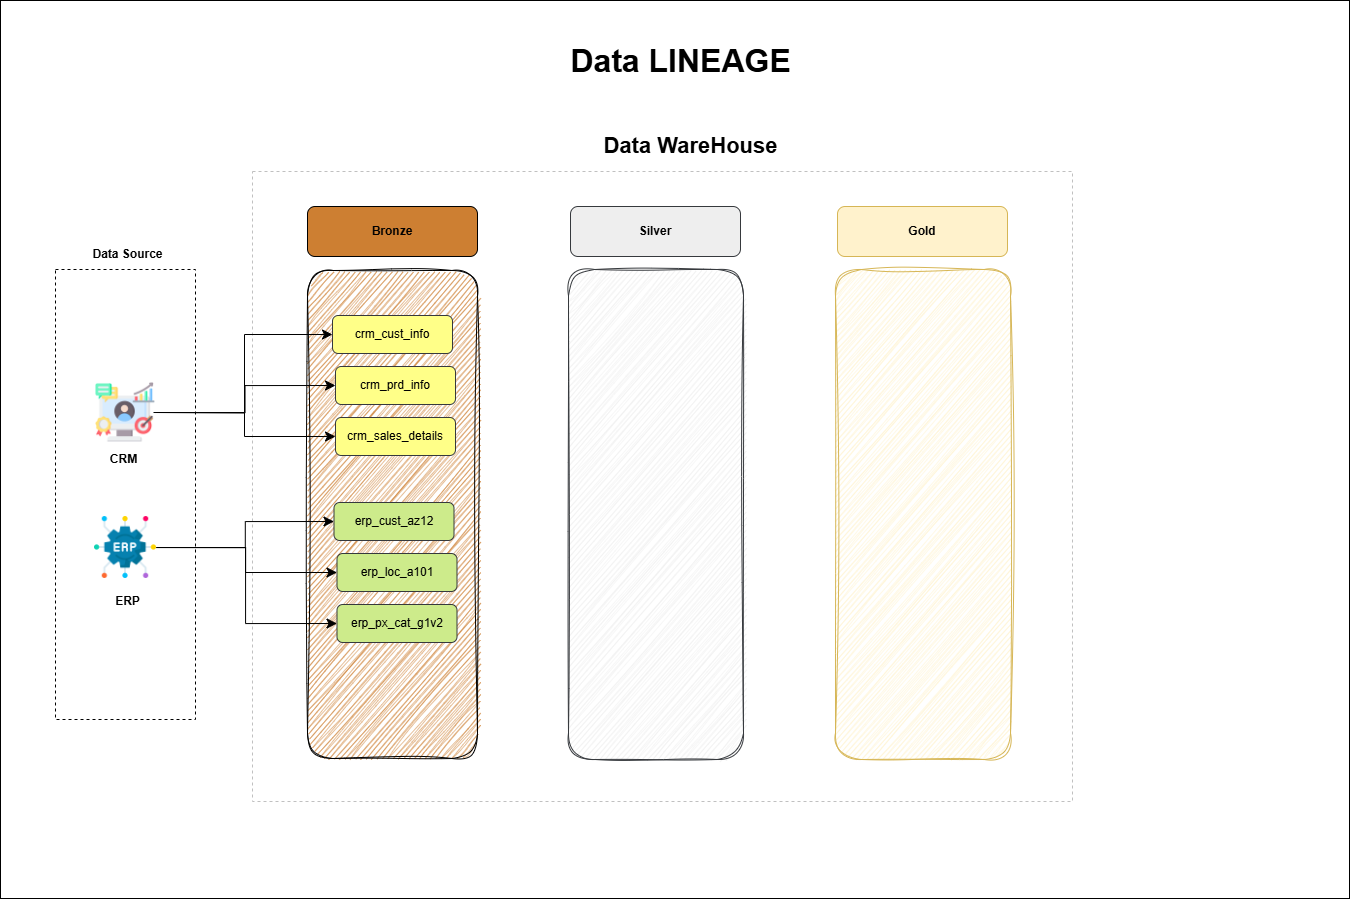 Data LINEAGE
Data WareHouse
Bronze
Silver
Gold
Data Source
crm_cust_info
crm_prd_info
crm_sales_details
CRM
erp_cust_az12
ERP
erp_loc_a101
ERP
erp_px_cat_g1v2